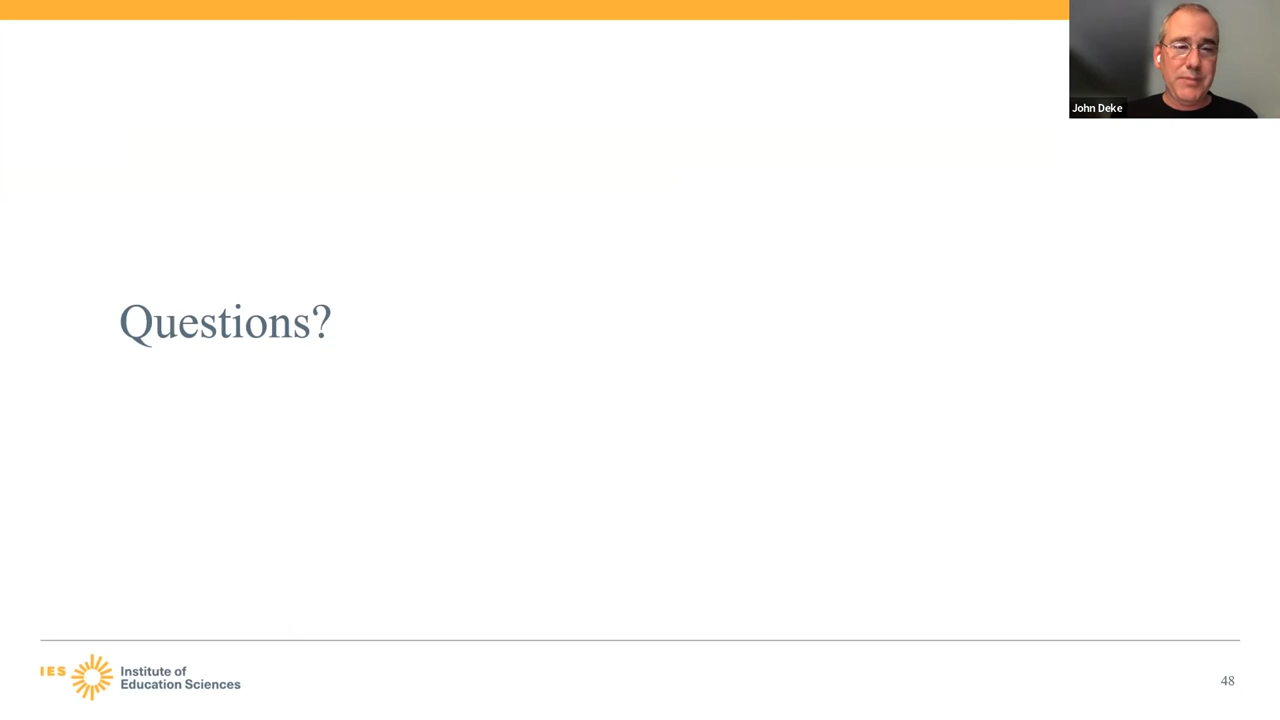 John Deke
Questions?
IES
Institute of
Education Sciences
48